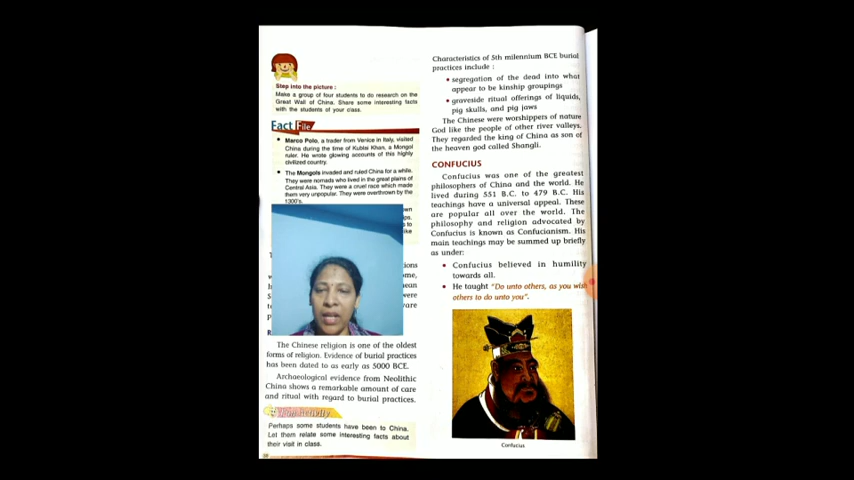 Step into the picture :
Make a group of four students to do research on the
Great Wall of China. Share some interesting facts
with the students of your class.
Fact File
• Marco Polo, a trader from Venice in Italy, visited
China during the time of Kublai Khan, a Mongol
ruler. He wrote glowing accounts of this highly
civilized country.
• The Mongols invaded and ruled China for a while.
They were nomads who lived in the great plains of
Central Asia. They were a cruel race which made
them very unpopular. They were overthrown by the
1300's.
The Chinese religion is one of the oldest
forms of religion. Evidence of burial practices
has been dated to as early as 5000 BCE.
Archaeological evidence from Neolithic
China shows a remarkable amount of care
and ritual with regard to burial practices.
Fun Activity
Perhaps some students have been to China.
Let them relate some interesting facts about
their visit in class.
Characteristics of 5th milennium BCE burial
practices include :
• segregation of the dead into what
appear to be kinship groupings
• graveside ritual offerings of liquids,
pig skulls, and pig jaws
The Chinese were worshippers of nature
God like the people of other river valleys.
They regarded the king of China as son of
the heaven god called Shangli.
CONFUCIUS
Confucius was one of the greatest
philosophers of China and the world. He
lived during 551 B.C. to 479 B.C. His
teachings have a universal appeal. These
are popular all over the world. The
philosophy and religion advocated by
Confucius is known as Confucianism. His
main teachings may be summed up briefly
as under:
• Confucius believed in humility
towards all.
• He taught "Do unto others, as you wish
others to do unto you".
Confucius